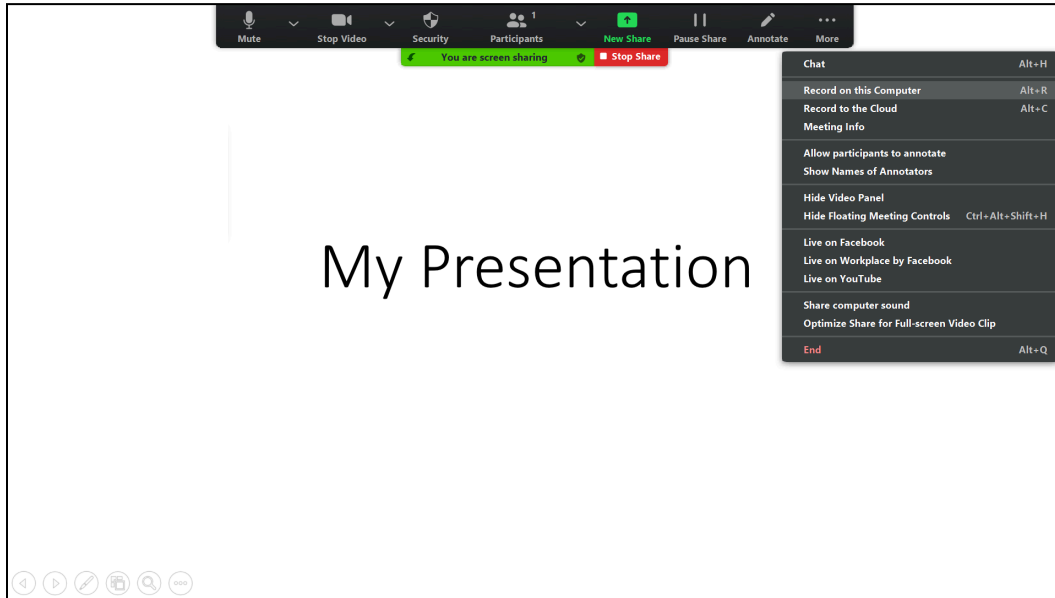 Mute Stop Video Security Participants 1 New Share Pause Share Annotate More
You are screen sharing Stop Share
Chat Alt+H
Record on this Computer Alt+R
Record to the Cloud Alt+C
Meeting Info
Allow participants to annotate
Show Names of Annotators
Hide Video Panel
Hide Floating Meeting Controls Ctrl+Alt+Shift+H
Live on Facebook
Live on Workplace by Facebook
Live on YouTube
Share computer sound
Optimize Share for Full-screen Video Clip
End Alt+Q
My Presentation